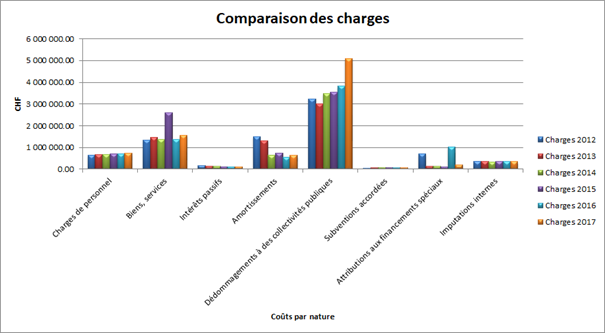 Comparaison des charges
6 000 000.00
5 000 000.00
4 000 000.00
3 000 000.00
2 000 000.00
1 000 000.00
0.00
CHF
Charges de personnel
Biens, services
Intérêts passifs
Amortissements
Dédommagements à des collectivités publiques
Subventions accordées
Attributions aux financements spéciaux
Imputations internes
Coûts par nature
Charges 2012
Charges 2013
Charges 2014
Charges 2015
Charges 2016
Charges 2017